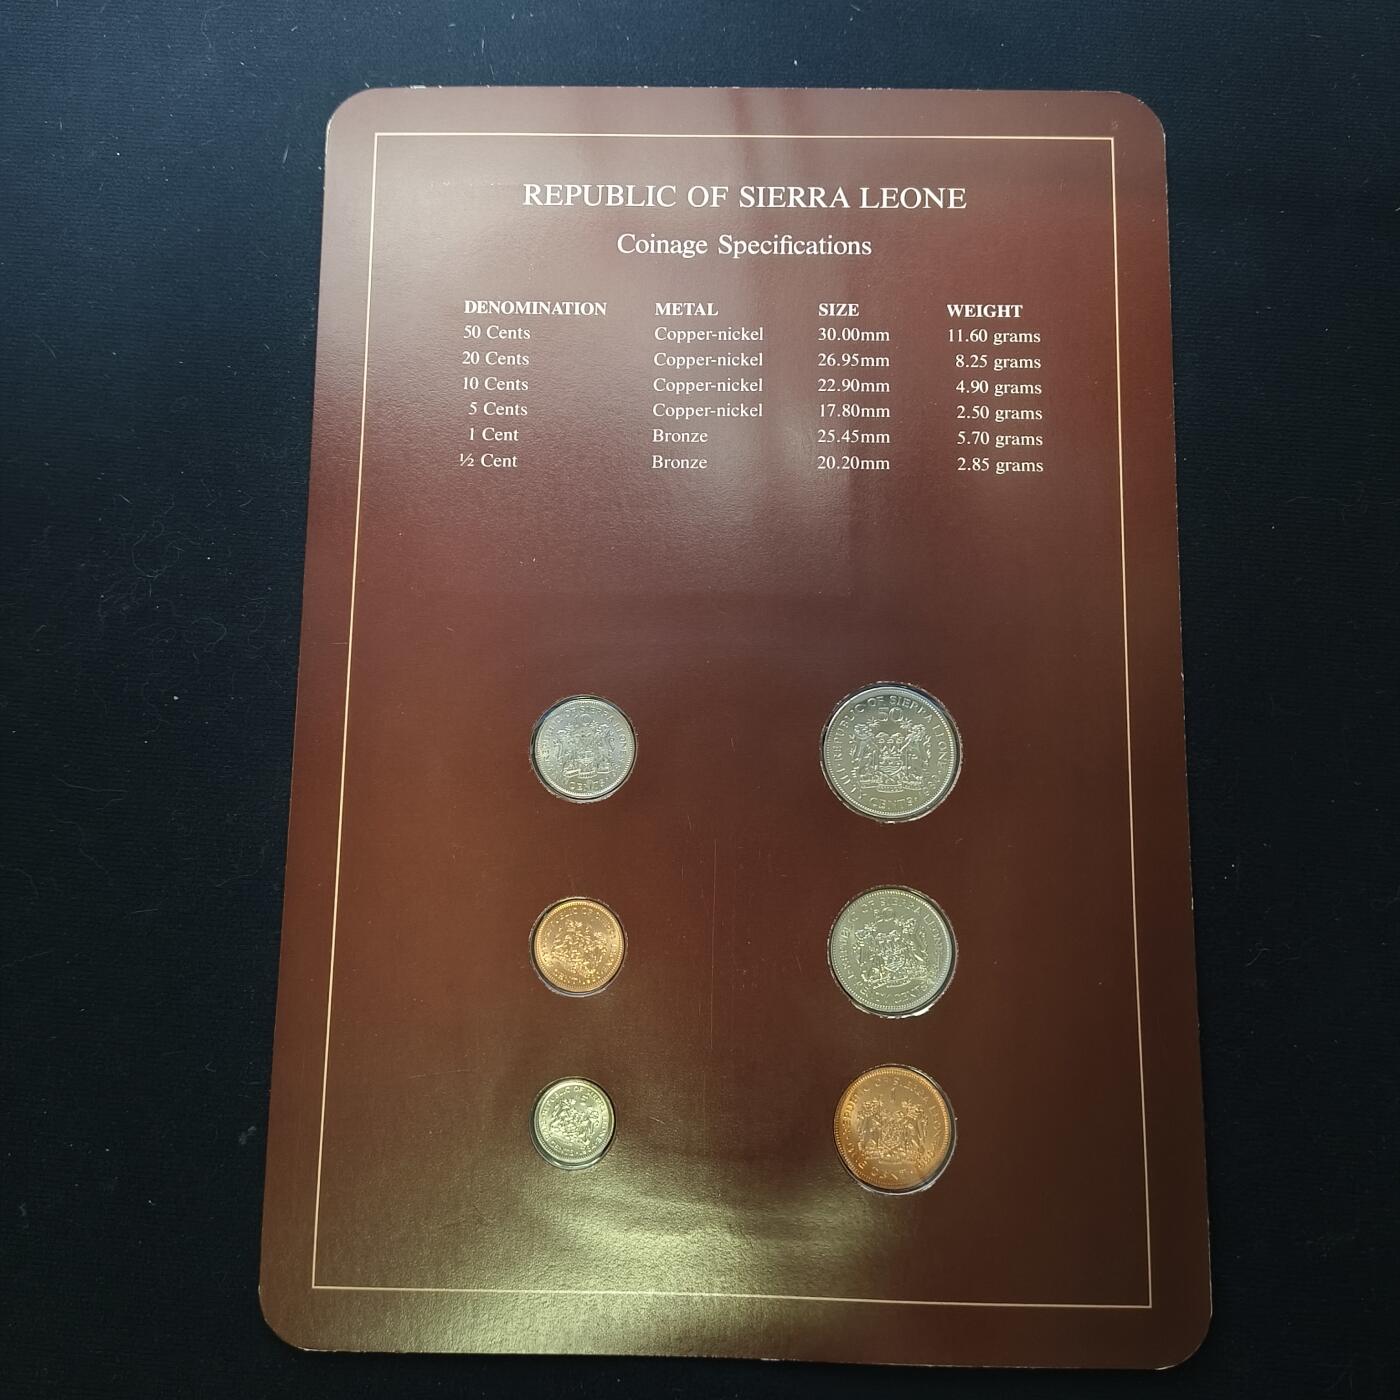 REPUBLIC OF SIERRA LEONE
Coinage Specifications
DENOMINATION METAL SIZE WEIGHT
50 Cents Copper-nickel 30.00mm 11.60 grams
20 Cents Copper-nickel 26.95mm 8.25 grams
10 Cents Copper-nickel 22.90mm 4.90 grams
5 Cents Copper-nickel 17.80mm 2.50 grams
1 Cent Bronze 25.45mm 5.70 grams
½ Cent Bronze 20.20mm 2.85 grams
REPUBLIC OF SIERRA LEONE
50
CENTS